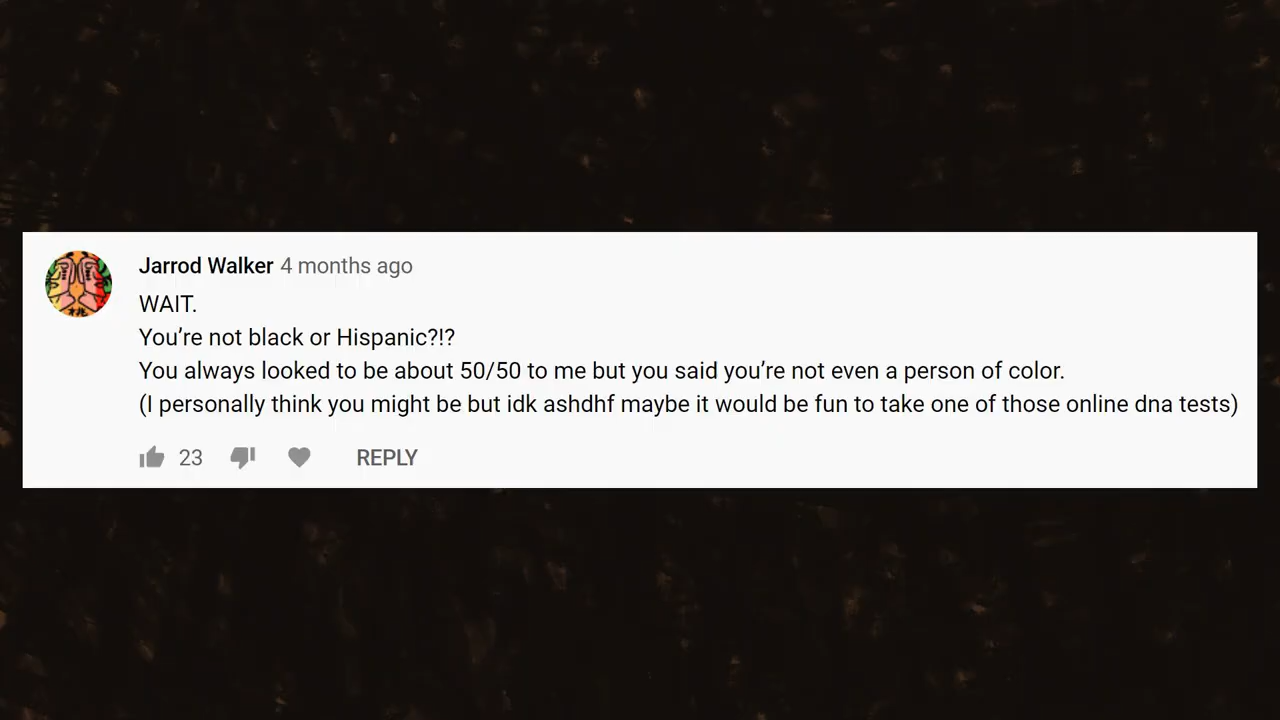 Jarrod Walker 4 months ago
WAIT.
You’re not black or Hispanic?!?
You always looked to be about 50/50 to me but you said you’re not even a person of color.
(I personally think you might be but idk ashdhf maybe it would be fun to take one of those online dna tests)
23 REPLY